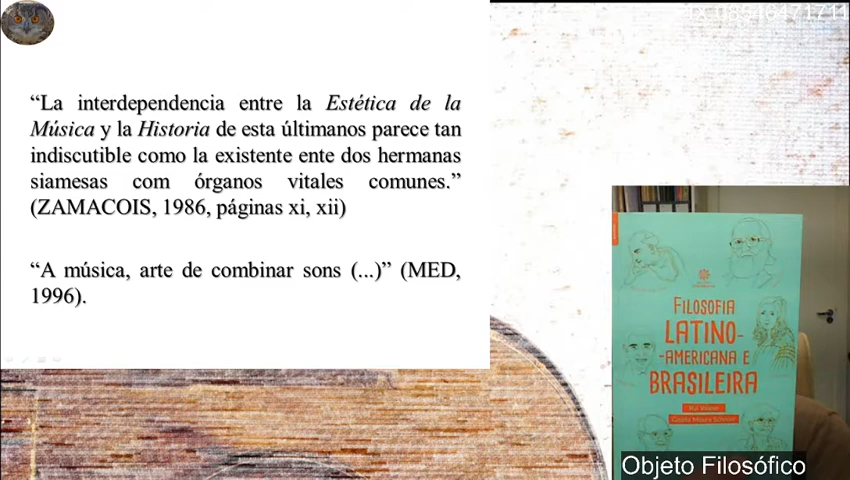 “La interdependencia entre la Estética de la
Música y la Historia de esta últimanos parece tan
indiscutible como la existente ente dos hermanas
siamesas com órganos vitales comunes.”
(ZAMACOIS, 1986, páginas xi, xii)
“A música, arte de combinar sons (...)” (MED,
1996).
FILOSOFIA
LATINO-
-AMERICANA E
BRASILEIRA
Objeto Filosófico